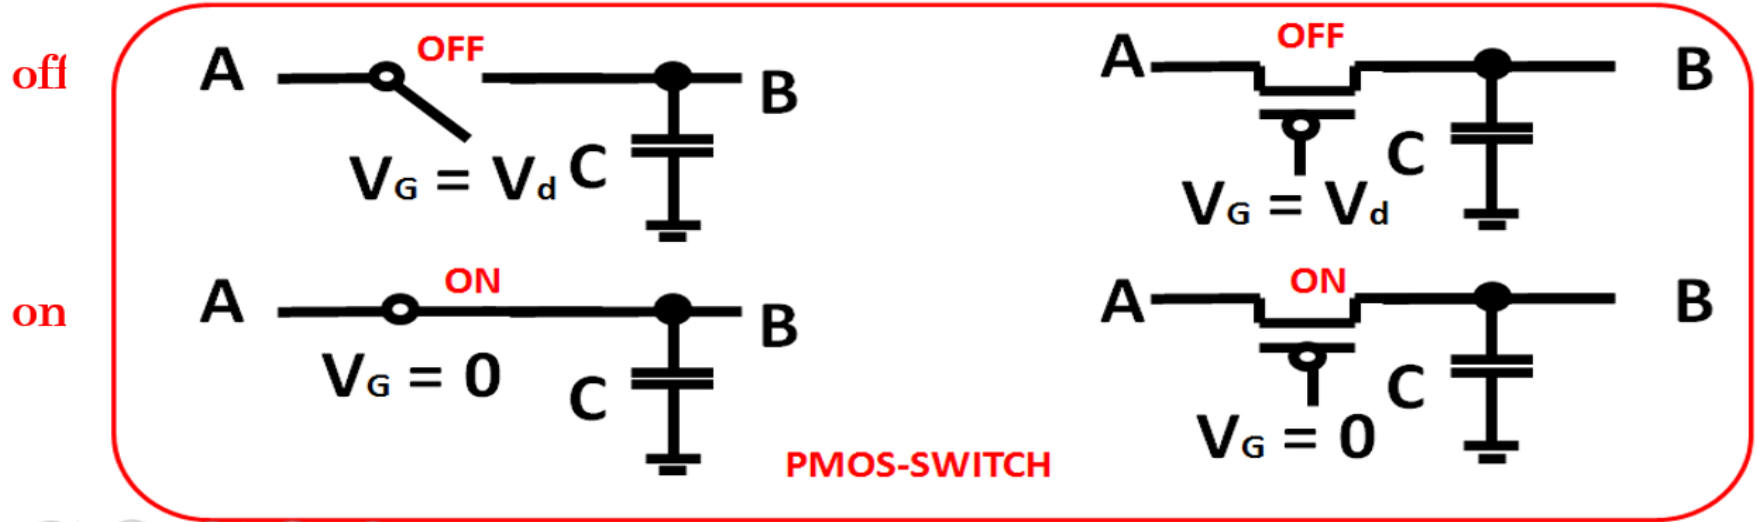 off
OFF
A
B
C
VG = Vd
OFF
A
B
C
VG = Vd
on
ON
A
B
C
VG = 0
ON
A
B
C
VG = 0
PMOS-SWITCH